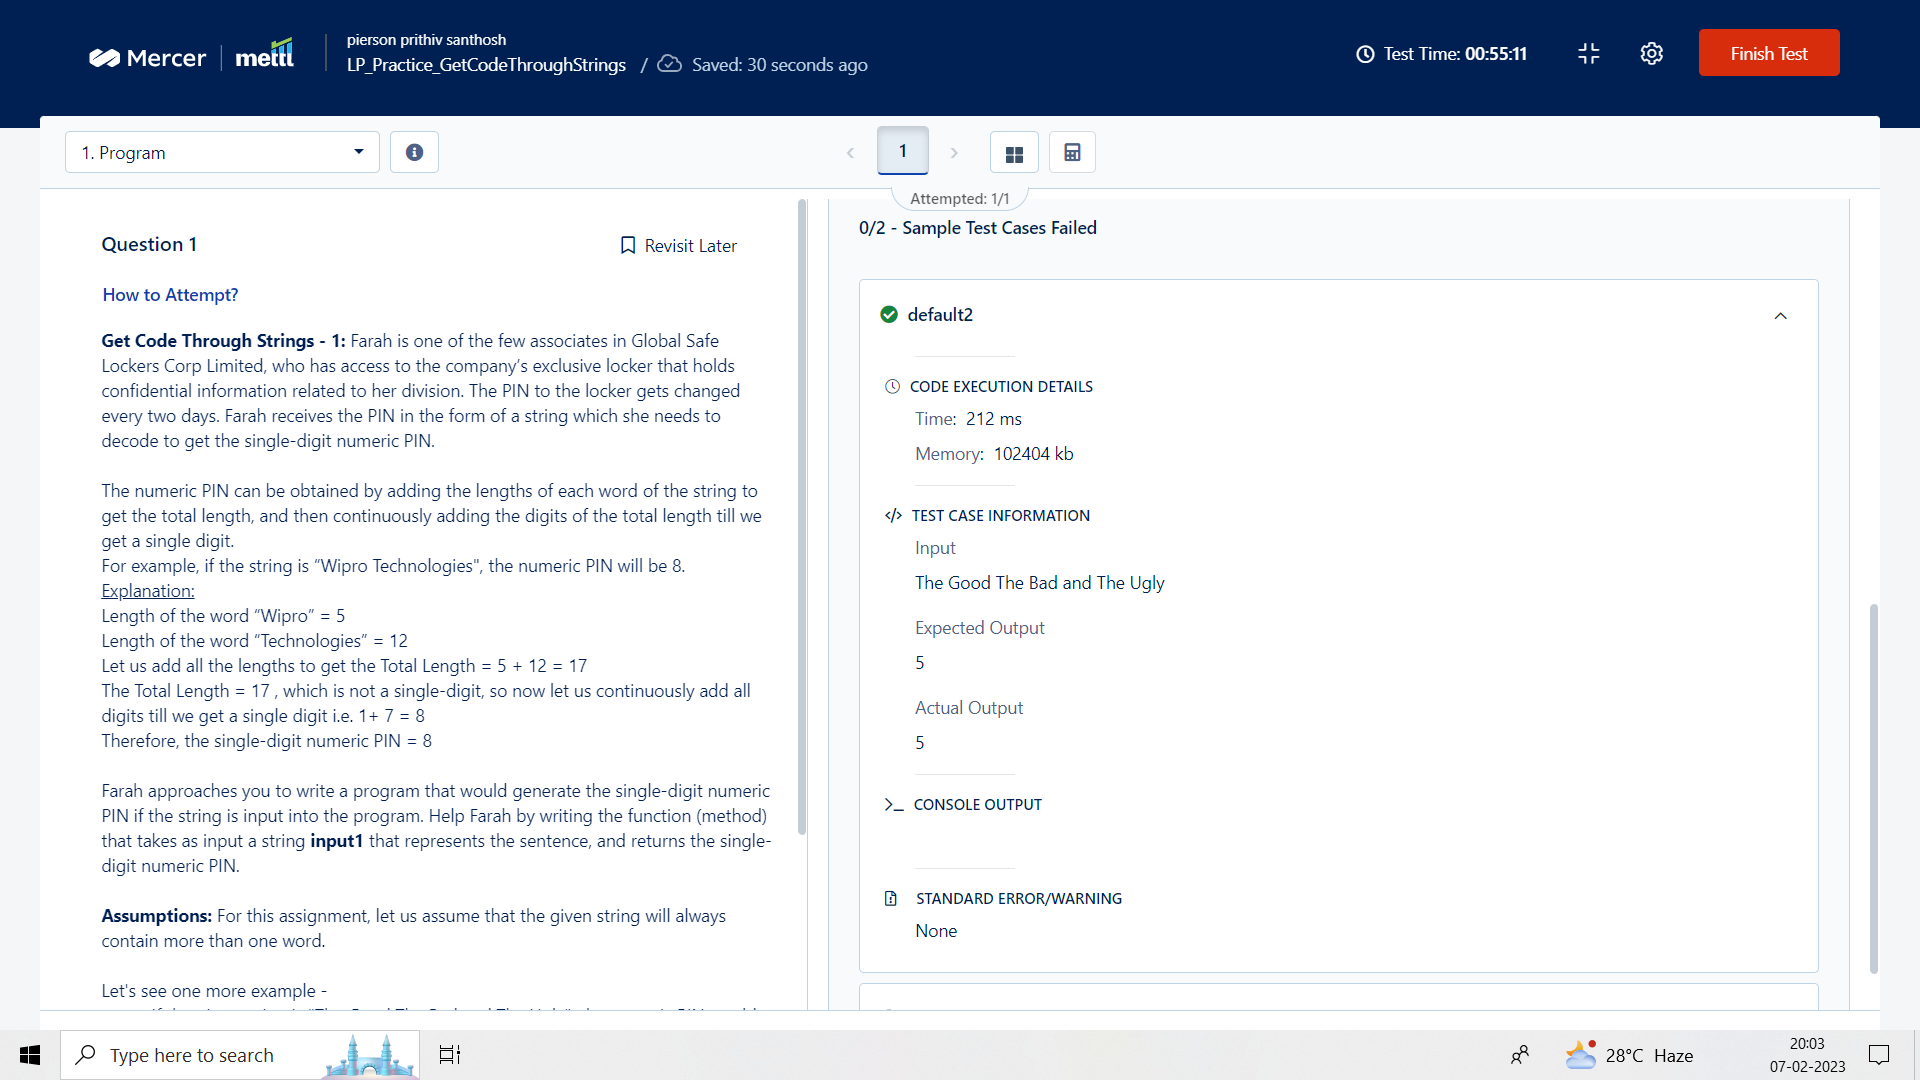 Mercer
mettl
pierson prithiv santhosh
LP_Practice_GetCodeThroughStrings / Saved: 30 seconds ago
Test Time: 00:55:11
Finish Test
1. Program
1
Attempted: 1/1
Question 1
Revisit Later
How to Attempt?
Get Code Through Strings - 1: Farah is one of the few associates in Global Safe
Lockers Corp Limited, who has access to the company’s exclusive locker that holds
confidential information related to her division. The PIN to the locker gets changed
every two days. Farah receives the PIN in the form of a string which she needs to
decode to get the single-digit numeric PIN.
The numeric PIN can be obtained by adding the lengths of each word of the string to
get the total length, and then continuously adding the digits of the total length till we
get a single digit.
For example, if the string is “Wipro Technologies", the numeric PIN will be 8.
Explanation:
Length of the word “Wipro” = 5
Length of the word “Technologies” = 12
Let us add all the lengths to get the Total Length = 5 + 12 = 17
The Total Length = 17 , which is not a single-digit, so now let us continuously add all
digits till we get a single digit i.e. 1+ 7 = 8
Therefore, the single-digit numeric PIN = 8
Farah approaches you to write a program that would generate the single-digit numeric
PIN if the string is input into the program. Help Farah by writing the function (method)
that takes as input a string input1 that represents the sentence, and returns the single-
digit numeric PIN.
Assumptions: For this assignment, let us assume that the given string will always
contain more than one word.
Let's see one more example -
0/2 - Sample Test Cases Failed
default2
CODE EXECUTION DETAILS
Time: 212 ms
Memory: 102404 kb
TEST CASE INFORMATION
Input
The Good The Bad and The Ugly
Expected Output
5
Actual Output
5
CONSOLE OUTPUT
STANDARD ERROR/WARNING
None
Type here to search
28°C Haze
20:03
07-02-2023